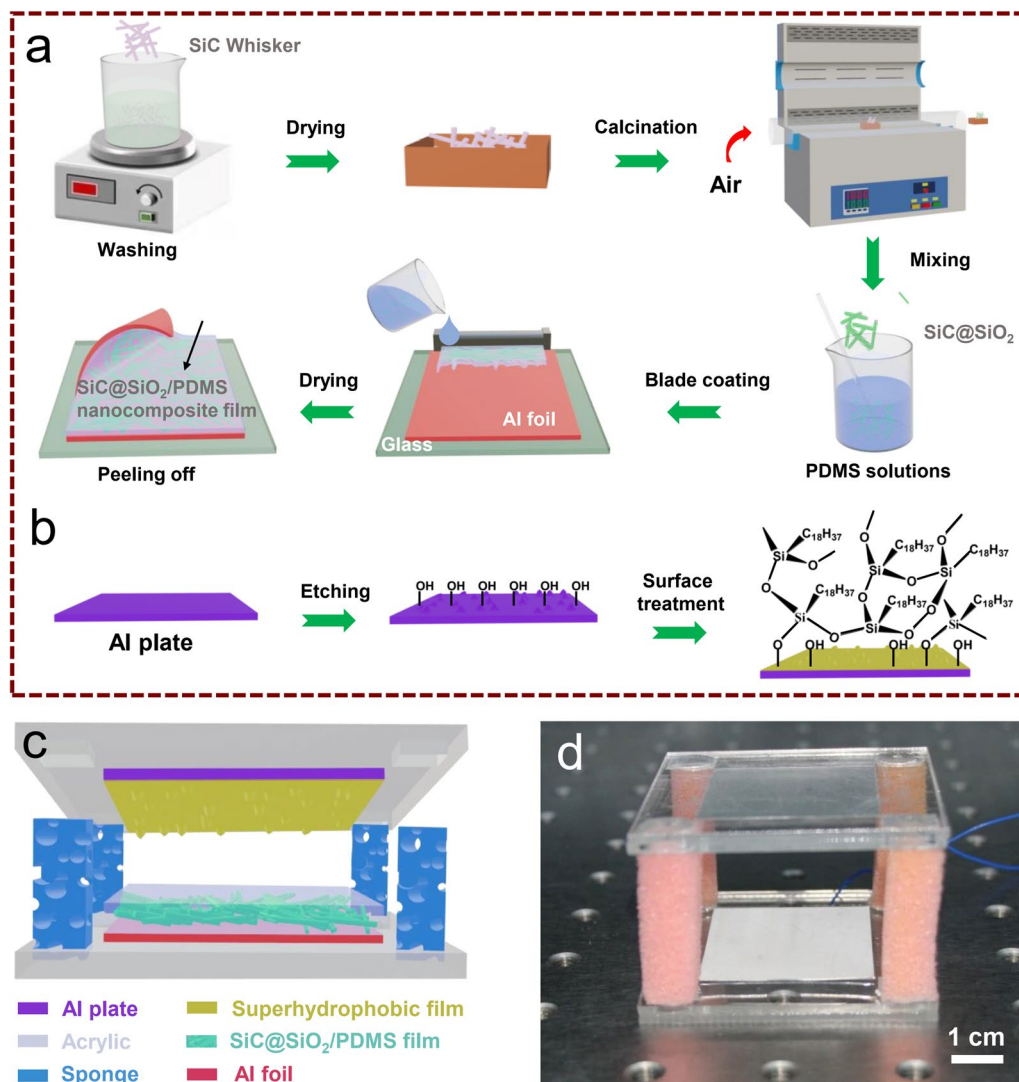 a
SiC Whisker
Drying
Calcination
Air
Washing
Mixing
SiC@SiO₂
PDMS solutions
Blade coating
Al foil
Glass
Drying
SiC@SiO₂/PDMS
nanocomposite film
Peeling off
b
Al plate
Etching
OH OH OH OH OH OH
Surface
treatment
C₁₈H₃₇ O C₁₈H₃₇ O C₁₈H₃₇
Si O Si O Si
O C₁₈H₃₇ O C₁₈H₃₇ O O C₁₈H₃₇
Si O Si O O Si
O OH OH O OH
c
Al plate
Acrylic
Sponge
Superhydrophobic film
SiC@SiO₂/PDMS film
Al foil
d
1 cm